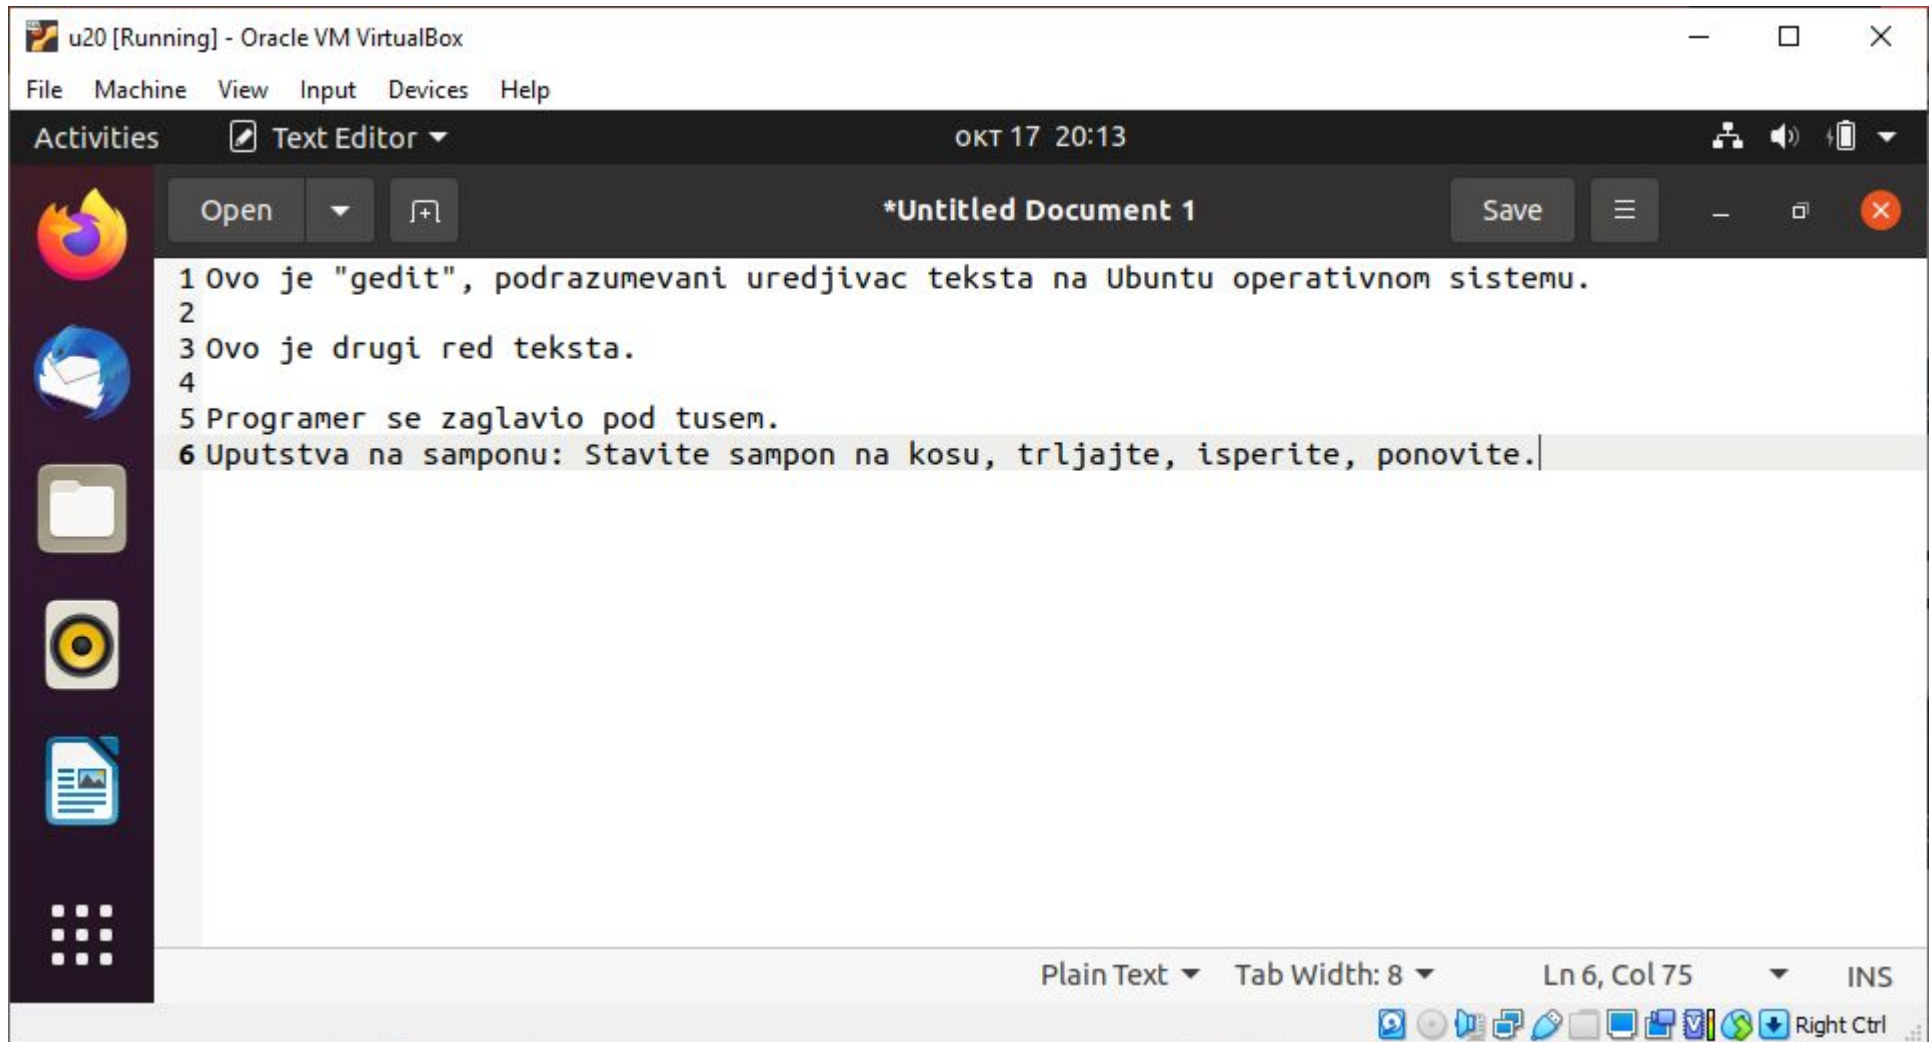 u20 [Running] - Oracle VM VirtualBox
File Machine View Input Devices Help
Activities Text Editor окт 17 20:13
Open *Untitled Document 1 Save
1 Ovo je "gedit", podrazumevani uredjivac teksta na Ubuntu operativnom sistemu.
2
3 Ovo je drugi red teksta.
4
5 Programer se zaglavio pod tusem.
6 Uputstva na samponu: Stavite sampon na kosu, trljajte, isperite, ponovite.
Plain Text Tab Width: 8 Ln 6, Col 75 INS
Right Ctrl